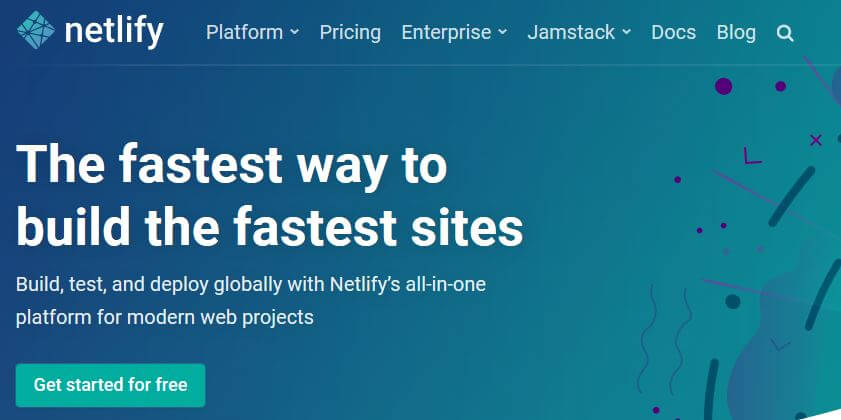 netlify Platform Pricing Enterprise Jamstack Docs Blog
The fastest way to
build the fastest sites
Build, test, and deploy globally with Netlify’s all-in-one
platform for modern web projects
Get started for free